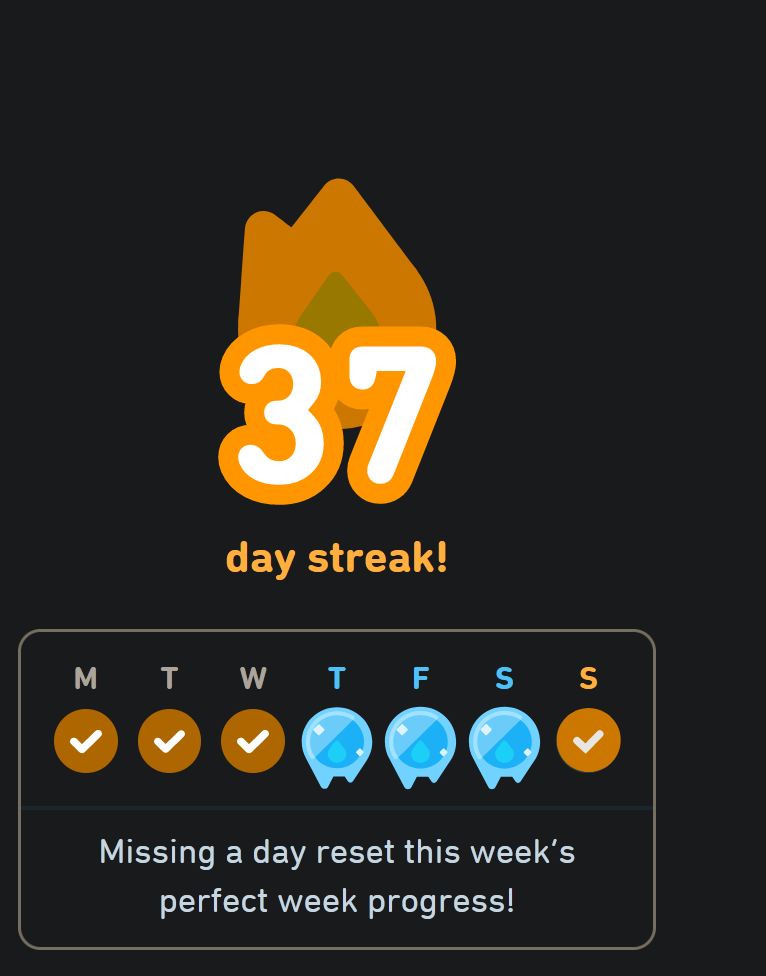 37
day streak!
M T W T F S S
Missing a day reset this week’s
perfect week progress!